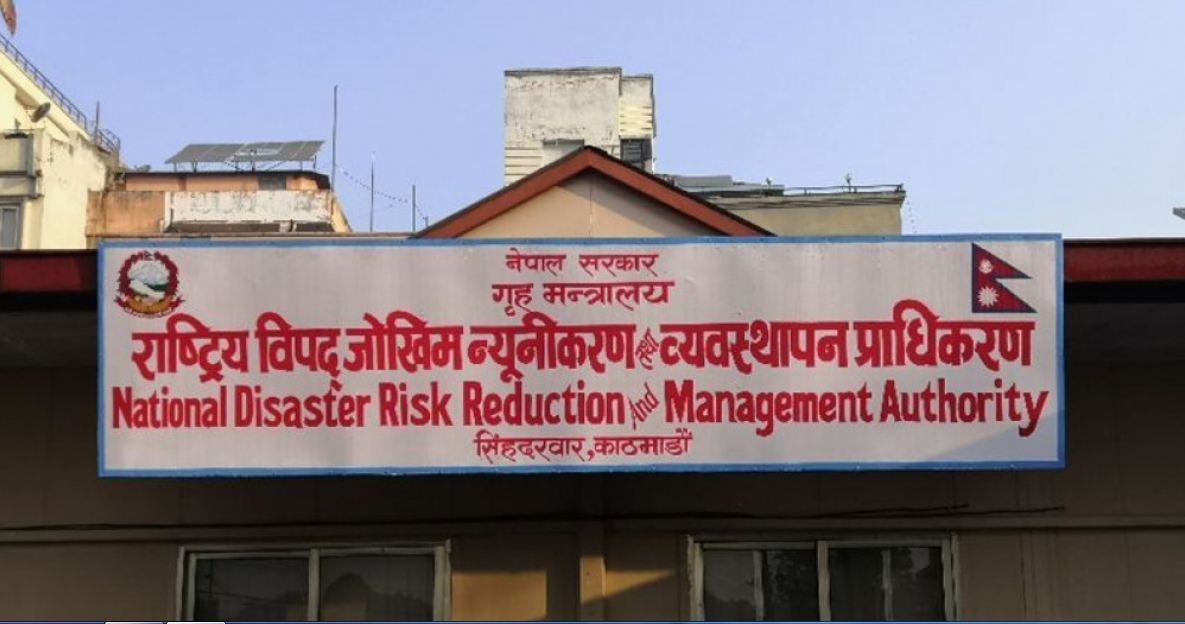 नेपाल सरकार
गृह मन्त्रालय
राष्ट्रिय विपद् जोखिम न्यूनीकरण तथा व्यवस्थापन प्राधिकरण
National Disaster Risk Reduction And Management Authority
सिंहदरवार, काठमाडौं